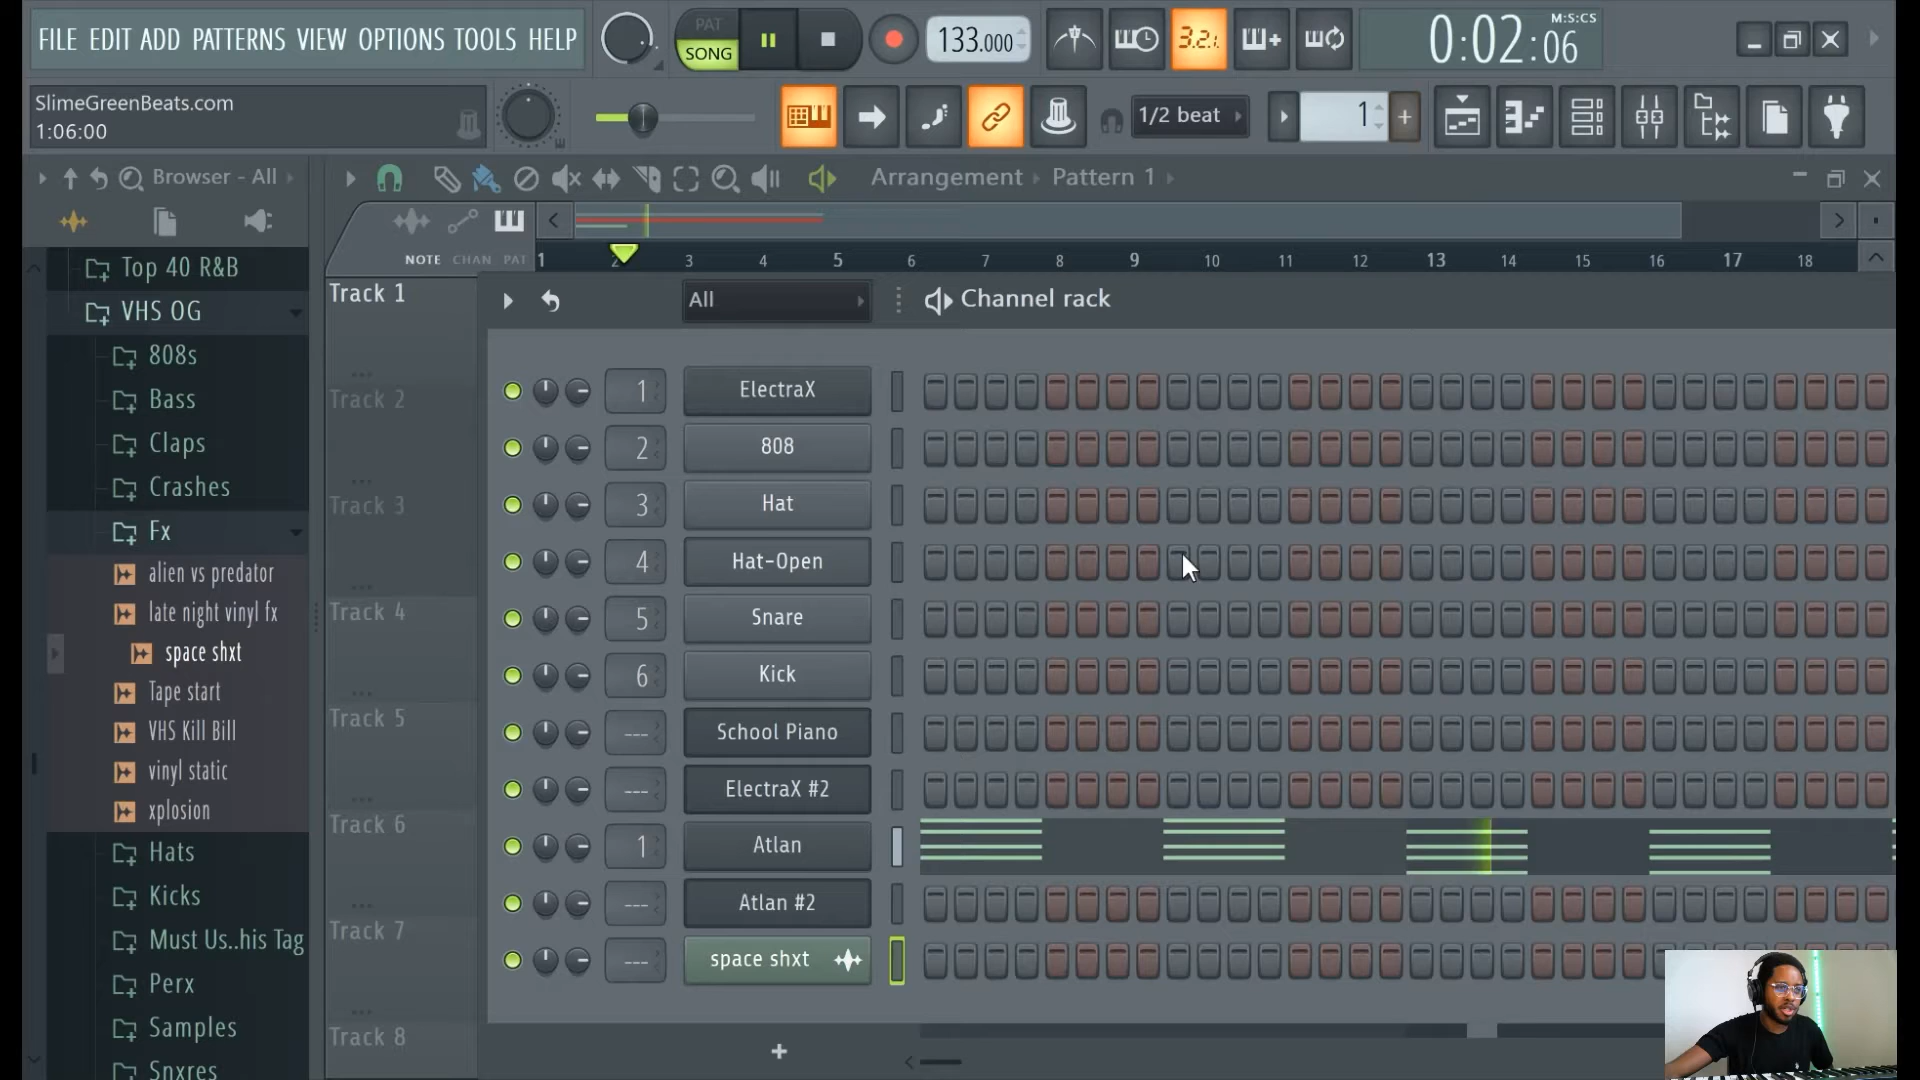 FILE EDIT ADD PATTERNS VIEW OPTIONS TOOLS HELP
PAT
SONG
133.000
3.2.1
M:S:CS
0:02:06
SlimeGreenBeats.com
1:06:00
1/2 beat
1
Browser - All
Arrangement
Pattern 1
NOTE CHAN PAT
1 2 3 4 5 6 7 8 9 10 11 12 13 14 15 16 17 18
Top 40 R&B
VHS OG
808s
Bass
Claps
Crashes
Fx
alien vs predator
late night vinyl fx
space shxt
Tape start
VHS Kill Bill
vinyl static
xplosion
Hats
Kicks
Must Us..his Tag
Perx
Samples
Snxres
Track 1
Track 2
Track 3
Track 4
Track 5
Track 6
Track 7
Track 8
All
Channel rack
1 ElectraX
2 808
3 Hat
4 Hat-Open
5 Snare
6 Kick
--- School Piano
--- ElectraX #2
1 Atlan
--- Atlan #2
--- space shxt